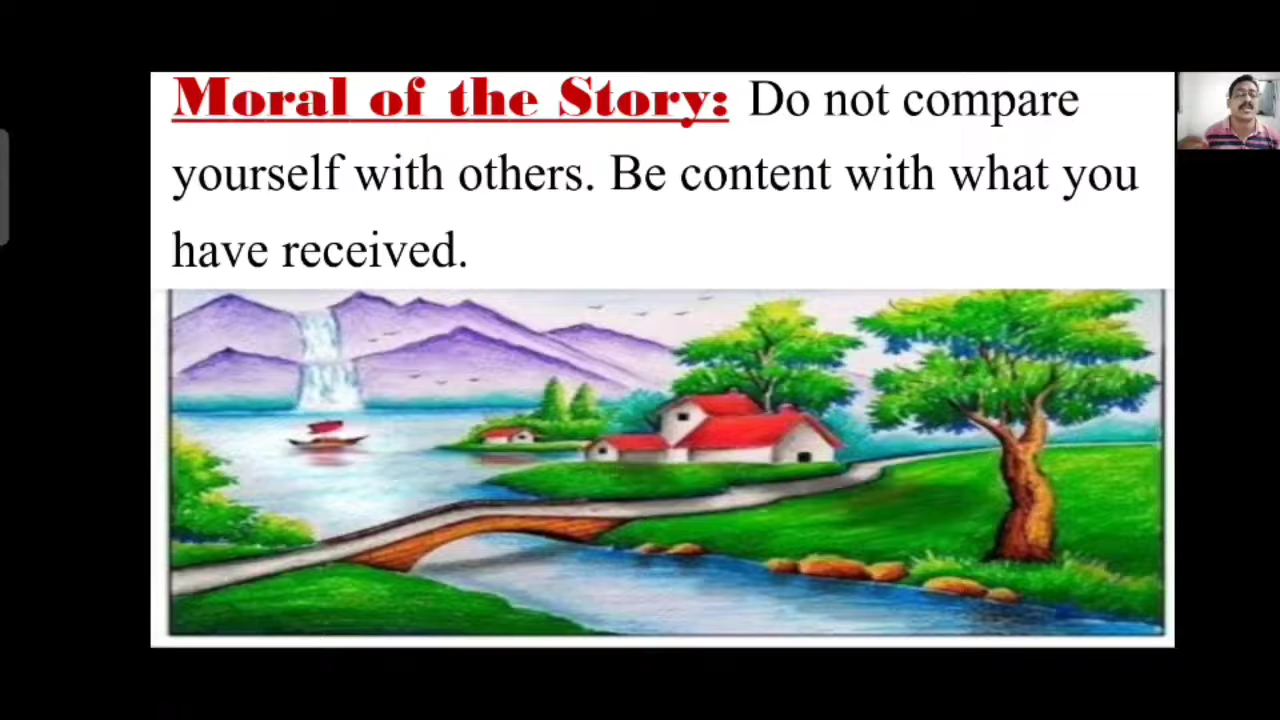 Moral of the Story: Do not compare
yourself with others. Be content with what you
have received.